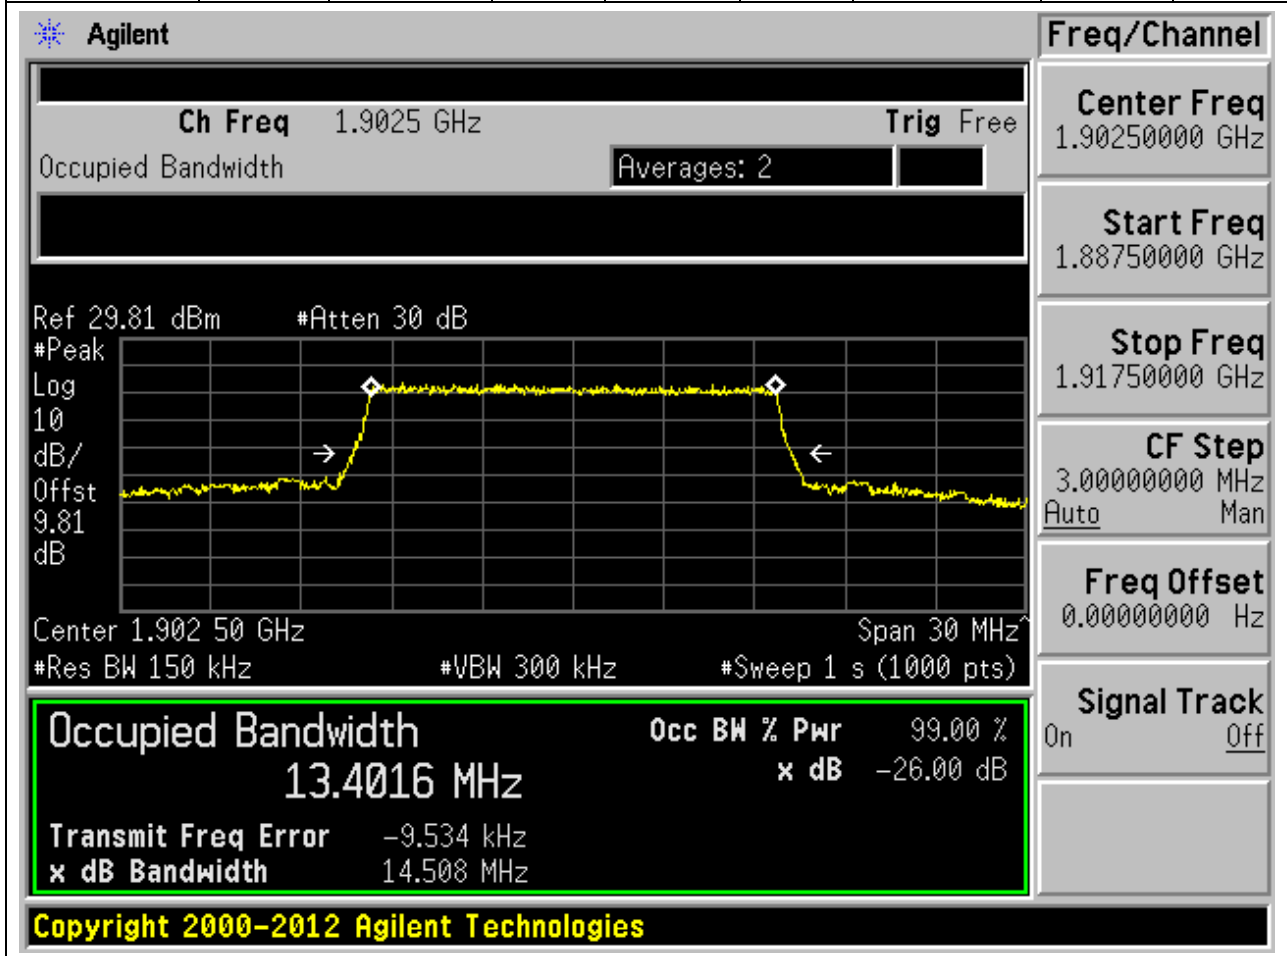 Agilent
Freq/Channel
Ch Freq 1.9025 GHz Trig Free
Occupied Bandwidth Averages: 2
Center Freq
1.90250000 GHz
Start Freq
1.88750000 GHz
Stop Freq
1.91750000 GHz
CF Step
3.00000000 MHz
Auto Man
Freq Offset
0.00000000 Hz
Signal Track
On Off
Ref 29.81 dBm #Atten 30 dB
#Peak
Log
10
dB/
Offst
9.81
dB
Center 1.902 50 GHz Span 30 MHz^
#Res BW 150 kHz #VBW 300 kHz #Sweep 1 s (1000 pts)
Occupied Bandwidth Occ BW % Pwr 99.00 %
13.4016 MHz x dB -26.00 dB
Transmit Freq Error -9.534 kHz
x dB Bandwidth 14.508 MHz
Copyright 2000-2012 Agilent Technologies